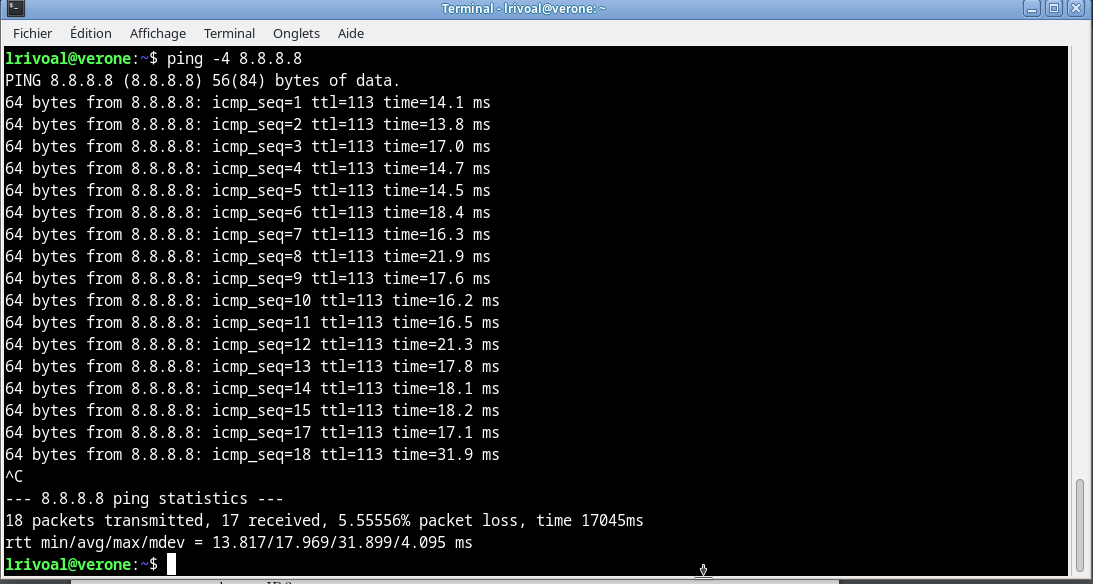 Terminal - lrivoal@verone: ~
Fichier Édition Affichage Terminal Onglets Aide
lrivoal@verone:~$ ping -4 8.8.8.8
PING 8.8.8.8 (8.8.8.8) 56(84) bytes of data.
64 bytes from 8.8.8.8: icmp_seq=1 ttl=113 time=14.1 ms
64 bytes from 8.8.8.8: icmp_seq=2 ttl=113 time=13.8 ms
64 bytes from 8.8.8.8: icmp_seq=3 ttl=113 time=17.0 ms
64 bytes from 8.8.8.8: icmp_seq=4 ttl=113 time=14.7 ms
64 bytes from 8.8.8.8: icmp_seq=5 ttl=113 time=14.5 ms
64 bytes from 8.8.8.8: icmp_seq=6 ttl=113 time=18.4 ms
64 bytes from 8.8.8.8: icmp_seq=7 ttl=113 time=16.3 ms
64 bytes from 8.8.8.8: icmp_seq=8 ttl=113 time=21.9 ms
64 bytes from 8.8.8.8: icmp_seq=9 ttl=113 time=17.6 ms
64 bytes from 8.8.8.8: icmp_seq=10 ttl=113 time=16.2 ms
64 bytes from 8.8.8.8: icmp_seq=11 ttl=113 time=16.5 ms
64 bytes from 8.8.8.8: icmp_seq=12 ttl=113 time=21.3 ms
64 bytes from 8.8.8.8: icmp_seq=13 ttl=113 time=17.8 ms
64 bytes from 8.8.8.8: icmp_seq=14 ttl=113 time=18.1 ms
64 bytes from 8.8.8.8: icmp_seq=15 ttl=113 time=18.2 ms
64 bytes from 8.8.8.8: icmp_seq=17 ttl=113 time=17.1 ms
64 bytes from 8.8.8.8: icmp_seq=18 ttl=113 time=31.9 ms
^C
--- 8.8.8.8 ping statistics ---
18 packets transmitted, 17 received, 5.55556% packet loss, time 17045ms
rtt min/avg/max/mdev = 13.817/17.969/31.899/4.095 ms
lrivoal@verone:~$